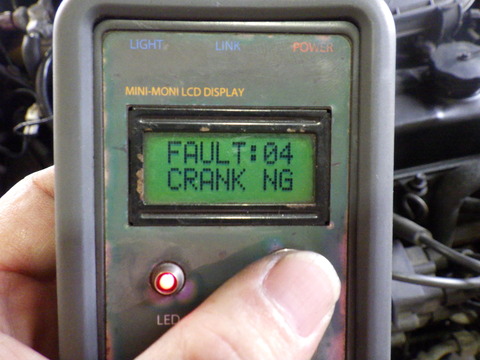 LIGHT LINK POWER
MINI-MONI LCD DISPLAY
FAULT:04
CRANK NG
LED